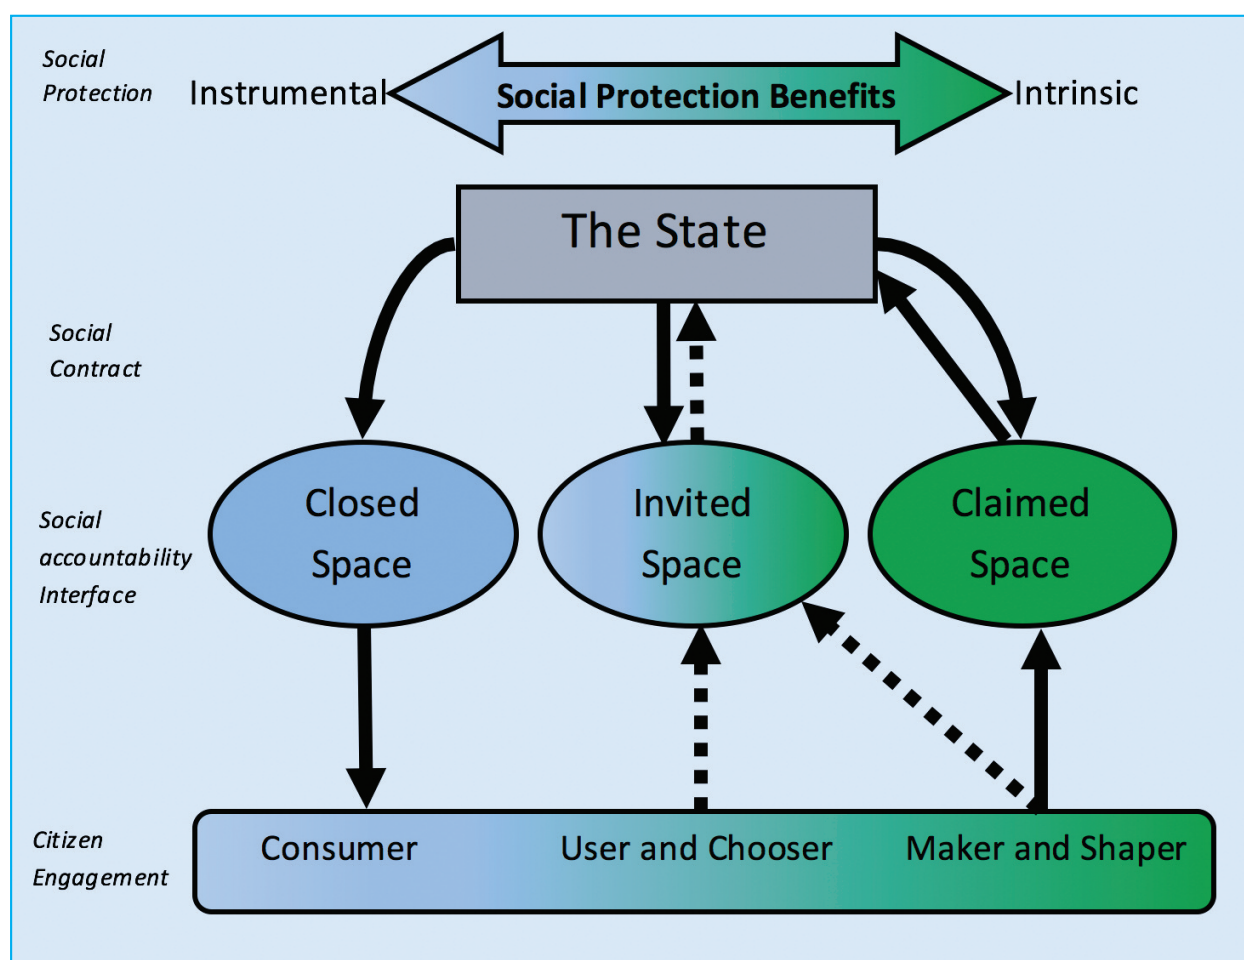 Social
Protection
Instrumental
Social Protection Benefits
Intrinsic
The State
Social
Contract
Closed
Space
Invited
Space
Claimed
Space
Social
accountability
Interface
Consumer
User and Chooser
Maker and Shaper
Citizen
Engagement